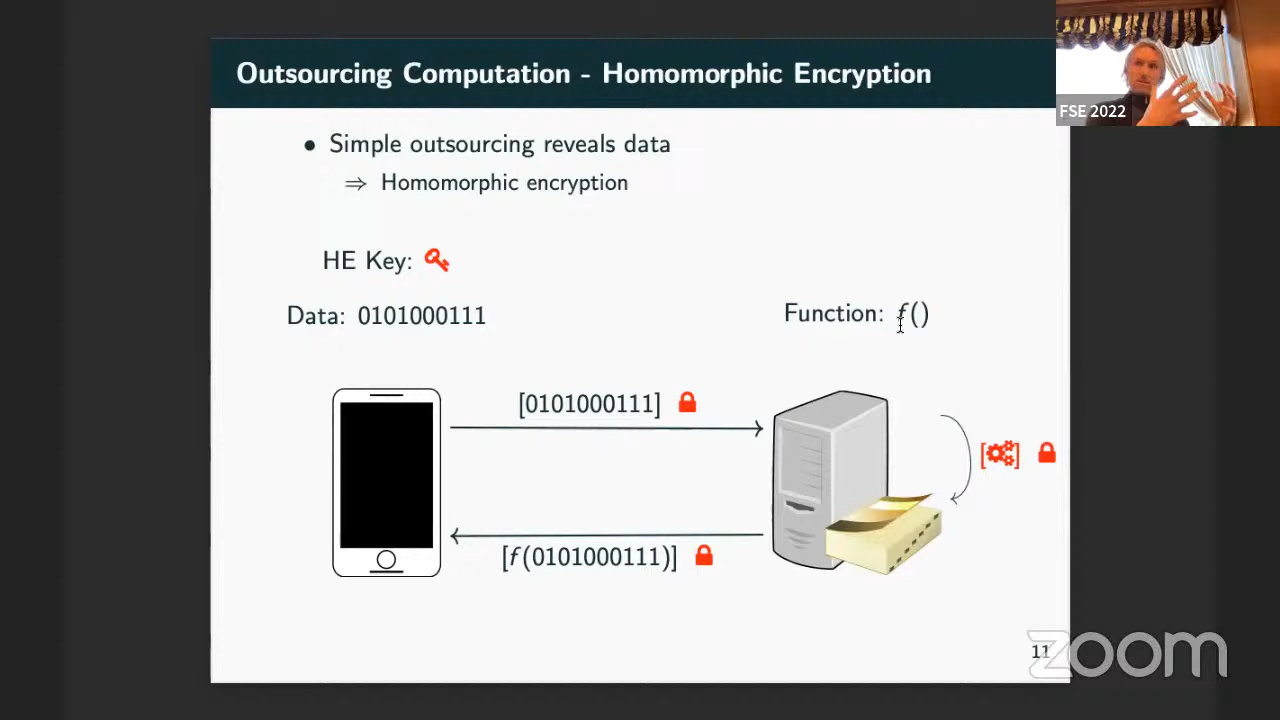 Outsourcing Computation - Homomorphic Encryption
FSE 2022
• Simple outsourcing reveals data
⇒ Homomorphic encryption
HE Key:
Data: 0101000111
Function: f()
[0101000111]
[f(0101000111)]
11
zoom